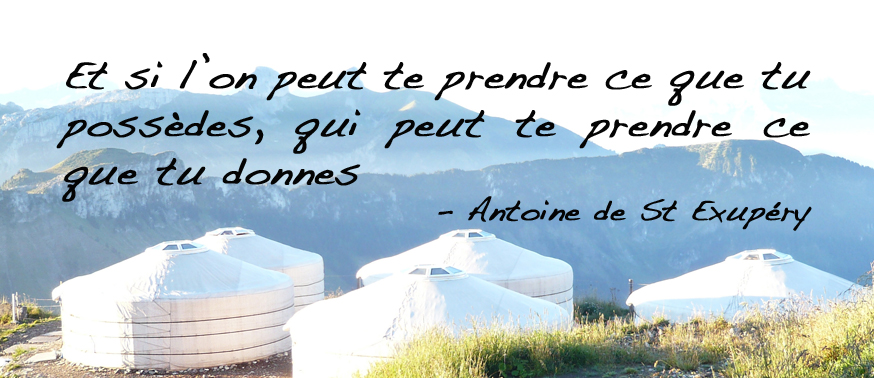 Et si l'on peut te prendre ce que tu
possèdes, qui peut te prendre ce
que tu donnes
- Antoine de St Exupéry